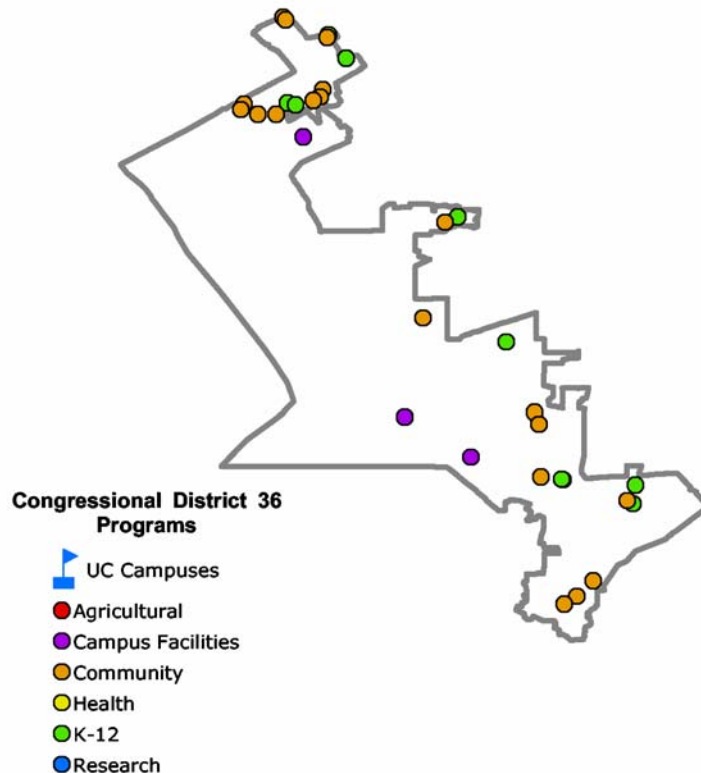 Congressional District 36
Programs
UC Campuses
Agricultural
Campus Facilities
Community
Health
K-12
Research